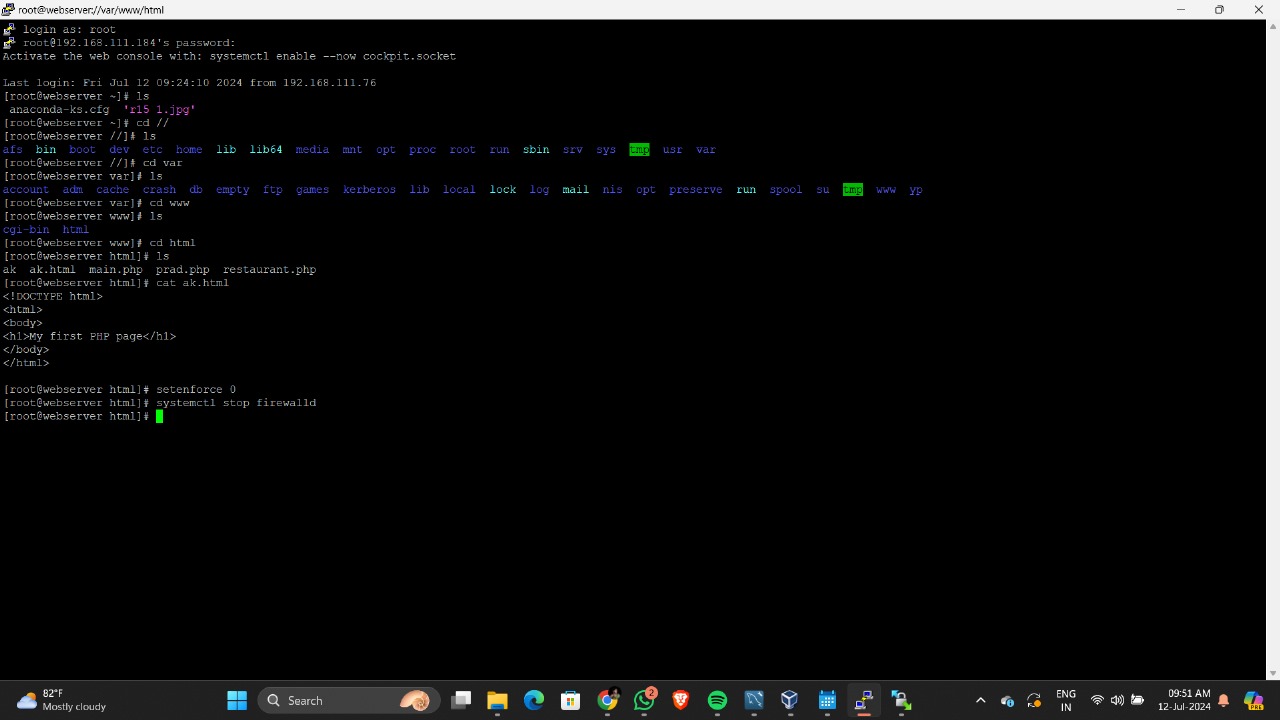 root@webserver://var/www/html
login as: root
root@192.168.111.184's password:
Activate the web console with: systemctl enable --now cockpit.socket
Last login: Fri Jul 12 09:24:10 2024 from 192.168.111.76
[root@webserver ~]# ls
anaconda-ks.cfg  'r15 1.jpg'
[root@webserver ~]# cd //
[root@webserver //]# ls
afs  bin  boot  dev  etc  home  lib  lib64  media  mnt  opt  proc  root  run  sbin  srv  sys  tmp  usr  var
[root@webserver //]# cd var
[root@webserver var]# ls
account  adm  cache  crash  db  empty  ftp  games  kerberos  lib  local  lock  log  mail  nis  opt  preserve  run  spool  su  tmp  www  yp
[root@webserver var]# cd www
[root@webserver www]# ls
cgi-bin  html
[root@webserver www]# cd html
[root@webserver html]# ls
ak  ak.html  main.php  prad.php  restaurant.php
[root@webserver html]# cat ak.html
<!DOCTYPE html>
<html>
<body>
<h1>My first PHP page</h1>
</body>
</html>
[root@webserver html]# setenforce 0
[root@webserver html]# systemctl stop firewalld
[root@webserver html]#
82°F
Mostly cloudy
Search
2
ENG
IN
09:51 AM
12-Jul-2024
PRE